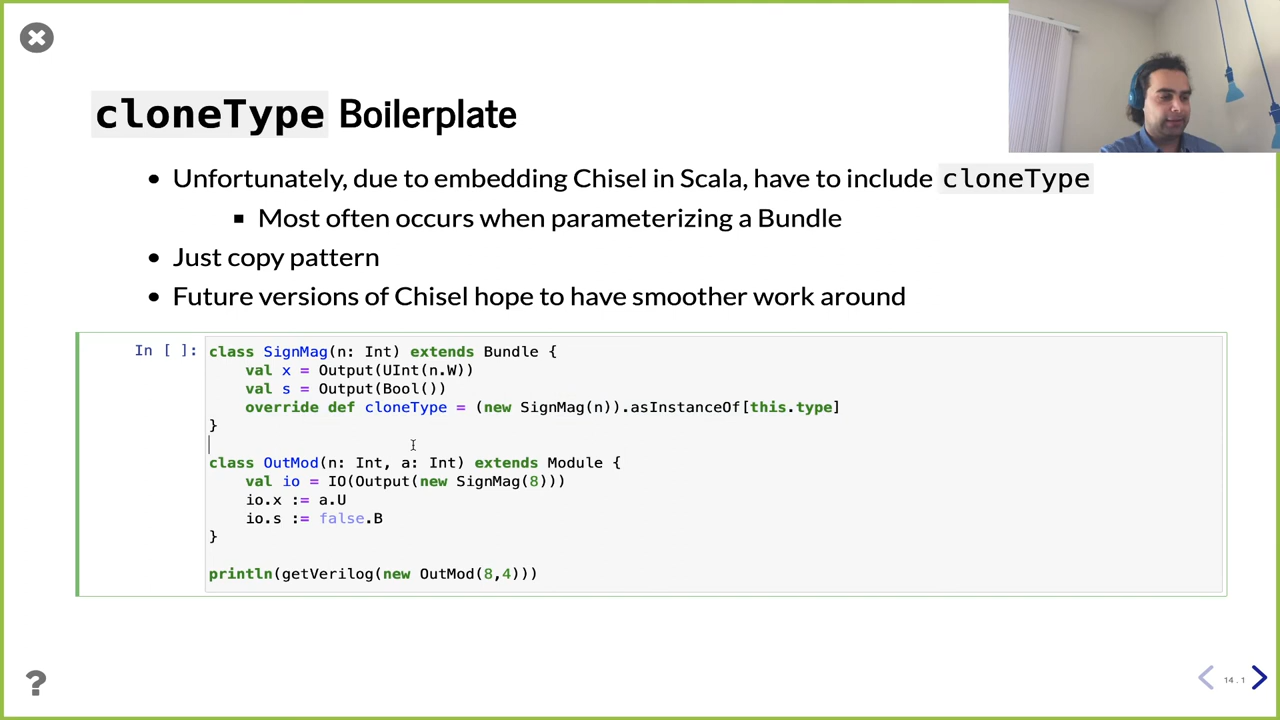 cloneType Boilerplate
• Unfortunately, due to embedding Chisel in Scala, have to include cloneType
▪ Most often occurs when parameterizing a Bundle
• Just copy pattern
• Future versions of Chisel hope to have smoother work around
In [ ]:
class SignMag(n: Int) extends Bundle {
    val x = Output(UInt(n.W))
    val s = Output(Bool())
    override def cloneType = (new SignMag(n)).asInstanceOf[this.type]
}
class OutMod(n: Int, a: Int) extends Module {
    val io = IO(Output(new SignMag(8)))
    io.x := a.U
    io.s := false.B
}
println(getVerilog(new OutMod(8,4)))
?
14.1